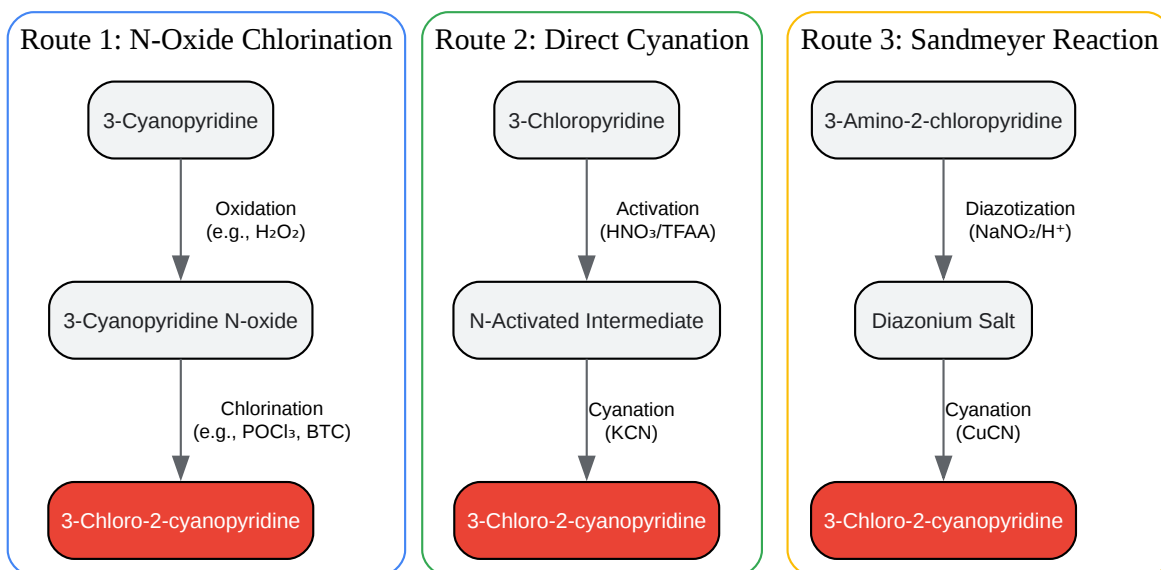 Route 1: N-Oxide Chlorination
3-Cyanopyridine
Oxidation
(e.g., H₂O₂)
3-Cyanopyridine N-oxide
Chlorination
(e.g., POCl₃, BTC)
3-Chloro-2-cyanopyridine
Route 2: Direct Cyanation
3-Chloropyridine
Activation
(HNO₃/TFAA)
N-Activated Intermediate
Cyanation
(KCN)
3-Chloro-2-cyanopyridine
Route 3: Sandmeyer Reaction
3-Amino-2-chloropyridine
Diazotization
(NaNO₂/H⁺)
Diazonium Salt
Cyanation
(CuCN)
3-Chloro-2-cyanopyridine